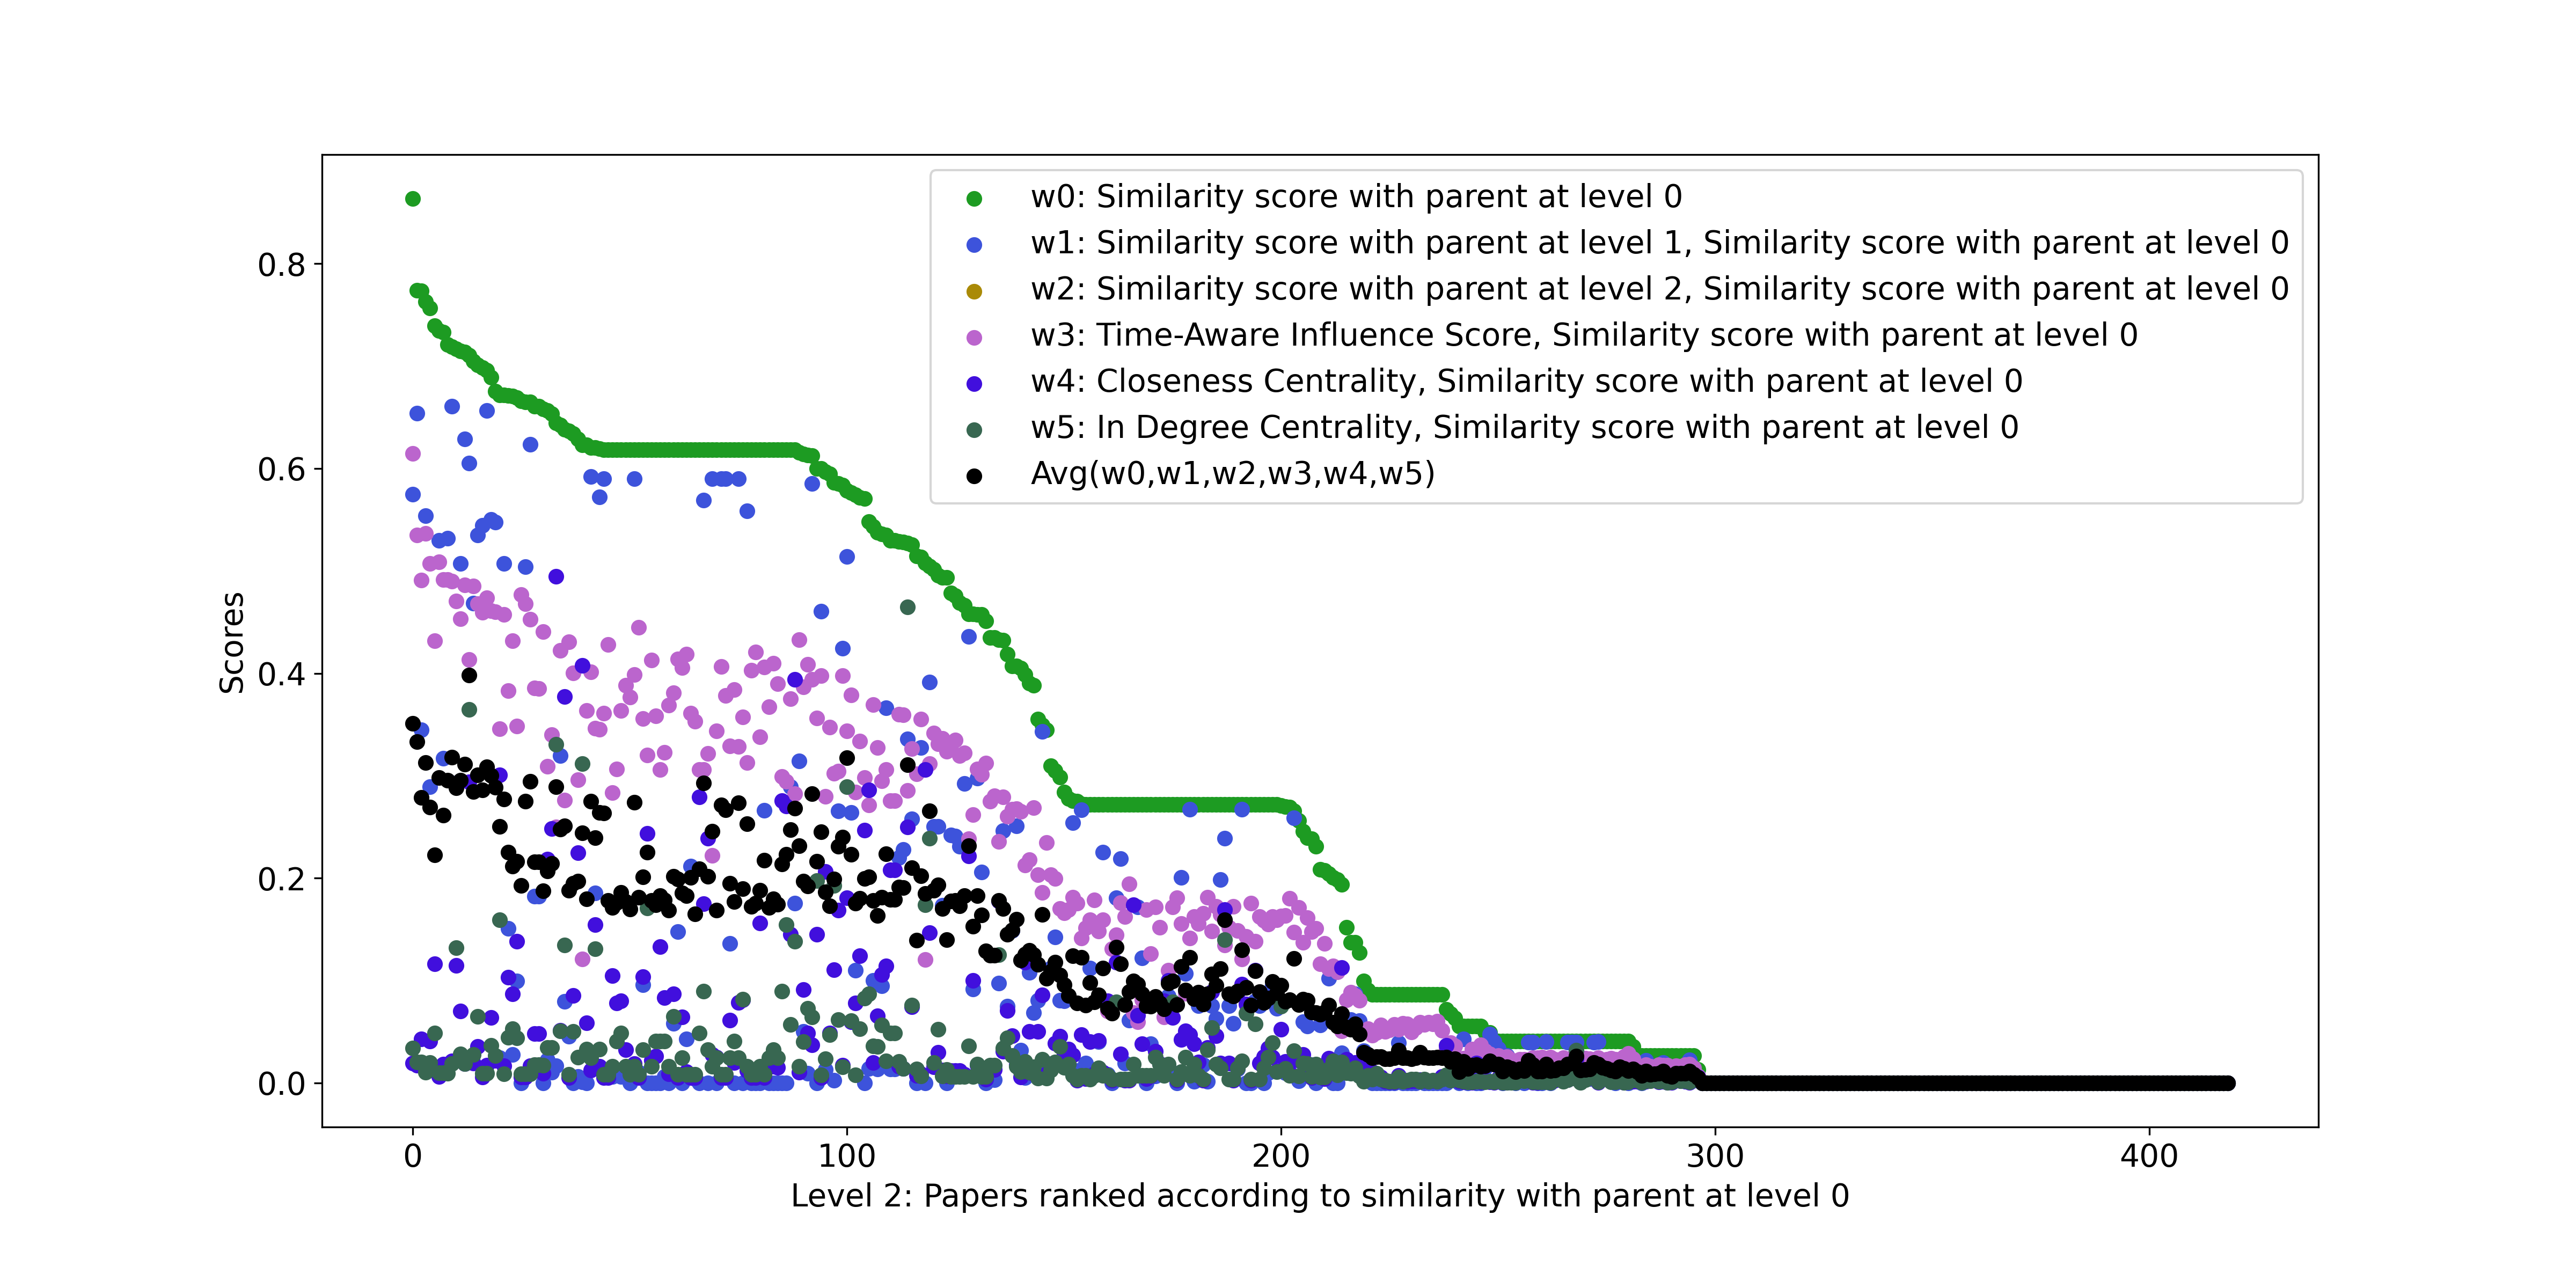 w0: Similarity score with parent at level 0
w1: Similarity score with parent at level 1, Similarity score with parent at level 0
w2: Similarity score with parent at level 2, Similarity score with parent at level 0
w3: Time-Aware Influence Score, Similarity score with parent at level 0
w4: Closeness Centrality, Similarity score with parent at level 0
w5: In Degree Centrality, Similarity score with parent at level 0
Avg(w0,w1,w2,w3,w4,w5)
Scores
0.8
0.6
0.4
0.2
0.0
0 100 200 300 400
Level 2: Papers ranked according to similarity with parent at level 0